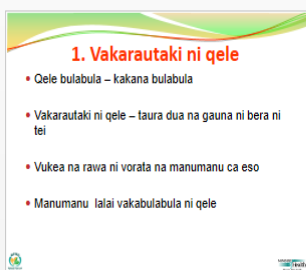 1. Vakarautaki ni qele
• Qele bulabula – kakana bulabula
• Vakarautaki ni qele – taura dua na gauna ni bera ni
tei
• Vukea na rawa ni vorata na manumanu ca eso
• Manumanu lalai vakabulabula ni qele